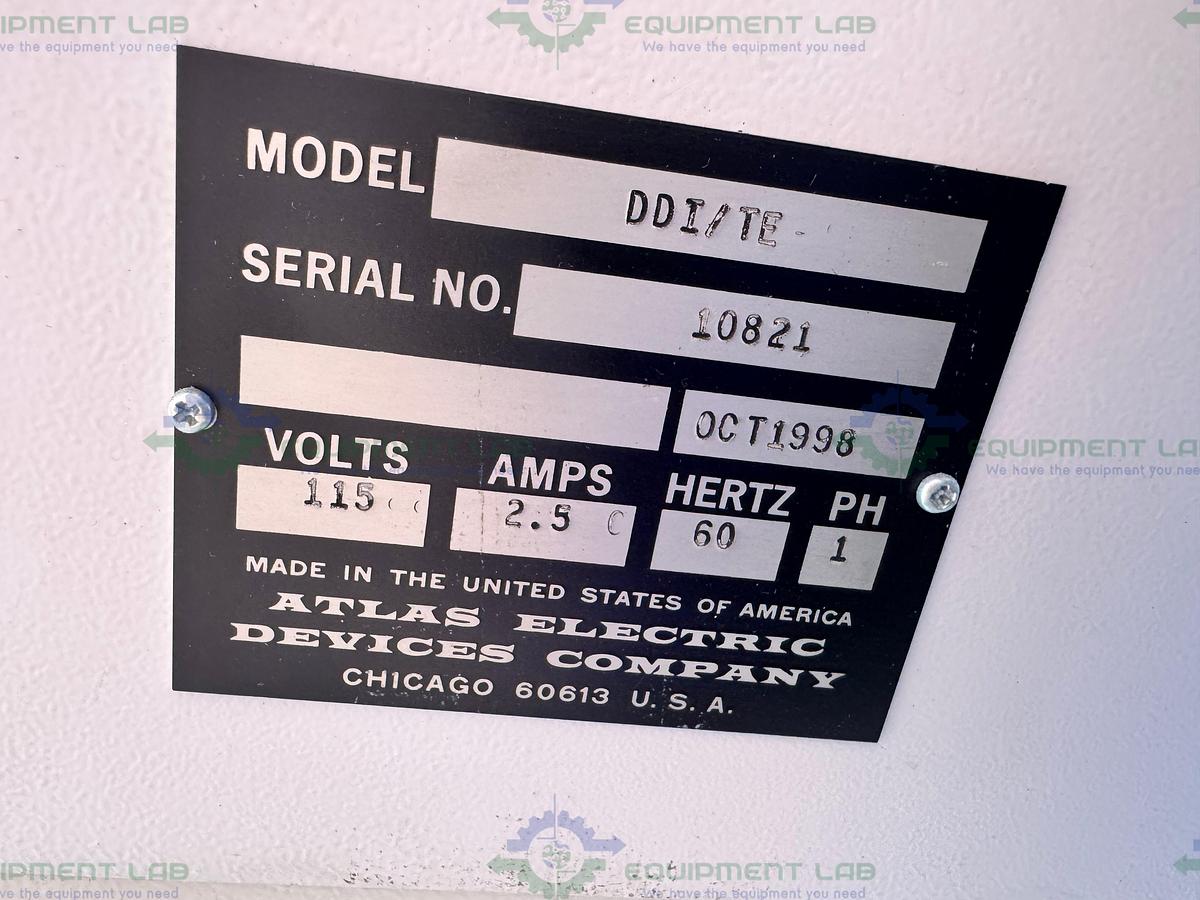 EQUIPMENT LAB
We have the equipment you need
EQUIPMENT LAB
We have the equipment you need
MODEL DDI/TE
SERIAL NO. 10821
OCT1998
VOLTS AMPS HERTZ PH
115 2.5 60 1
MADE IN THE UNITED STATES OF AMERICA
ATLAS ELECTRIC
DEVICES COMPANY
CHICAGO 60613 U.S.A.
EQUIPMENT LAB
We have the equipment you need
EQUIPMENT LAB
We have the equipment you need
EQUIPMENT LAB
We have the equipment you need